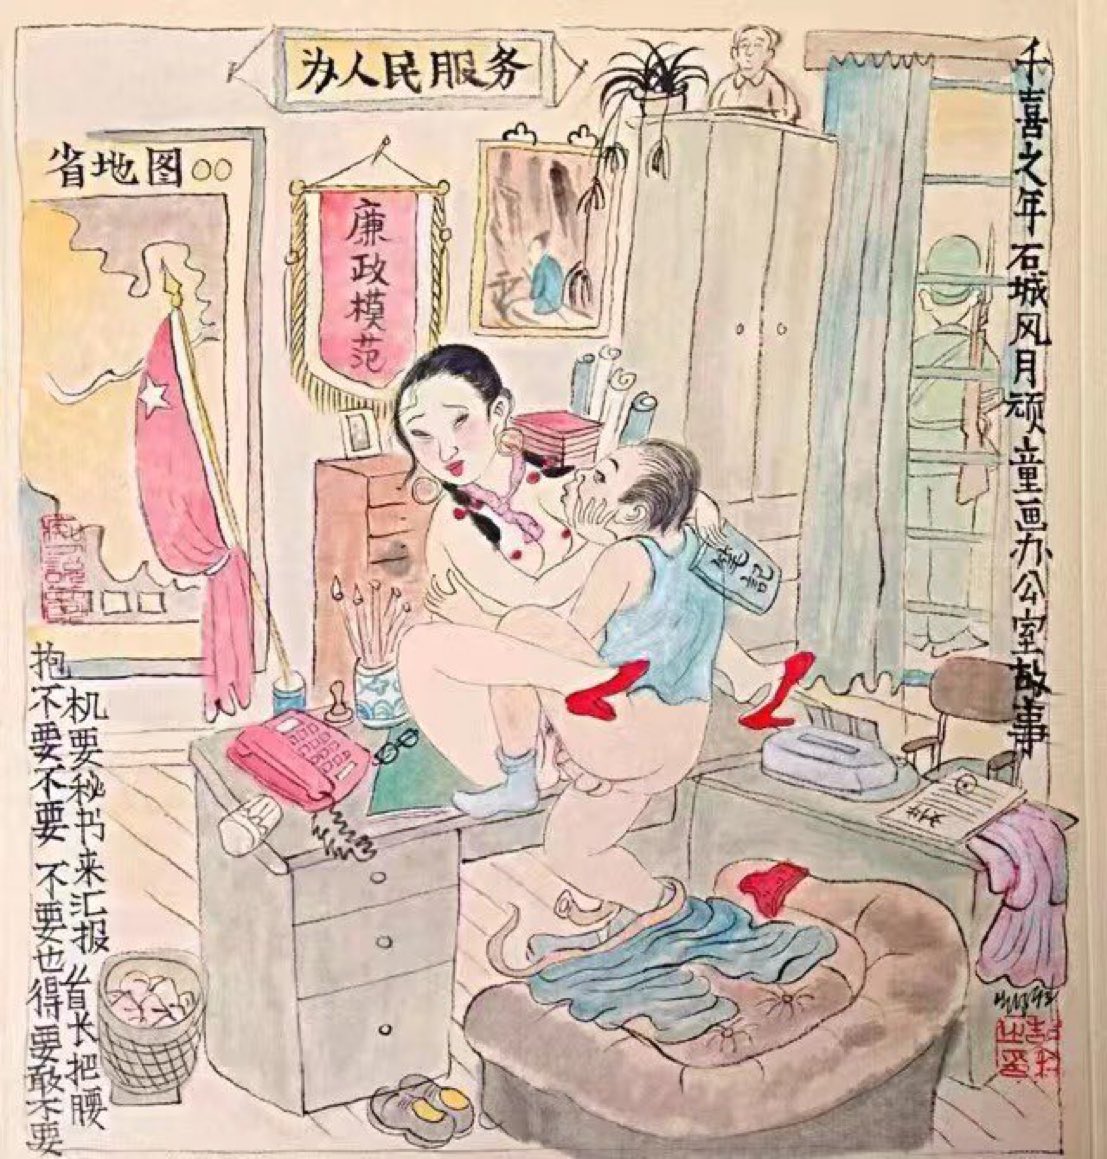 为人民服务
省地图
廉政模范
笔記
千喜之年石城风月顽童画办公室故事
机要秘书来汇报 首长把腰
抱 不要不要 不要也得要敢不要